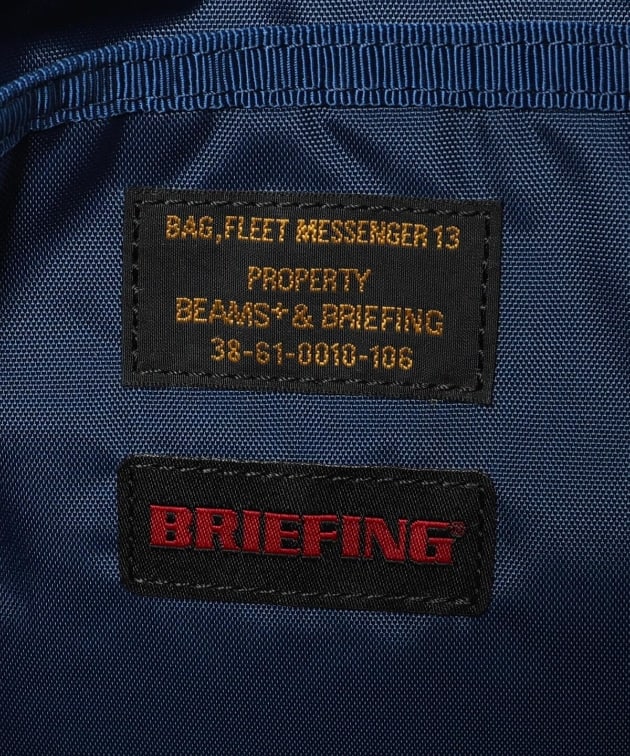 BAG, FLEET MESSENGER 13
PROPERTY
BEAMS+ & BRIEFING
38-61-0010-106
BRIEFING®